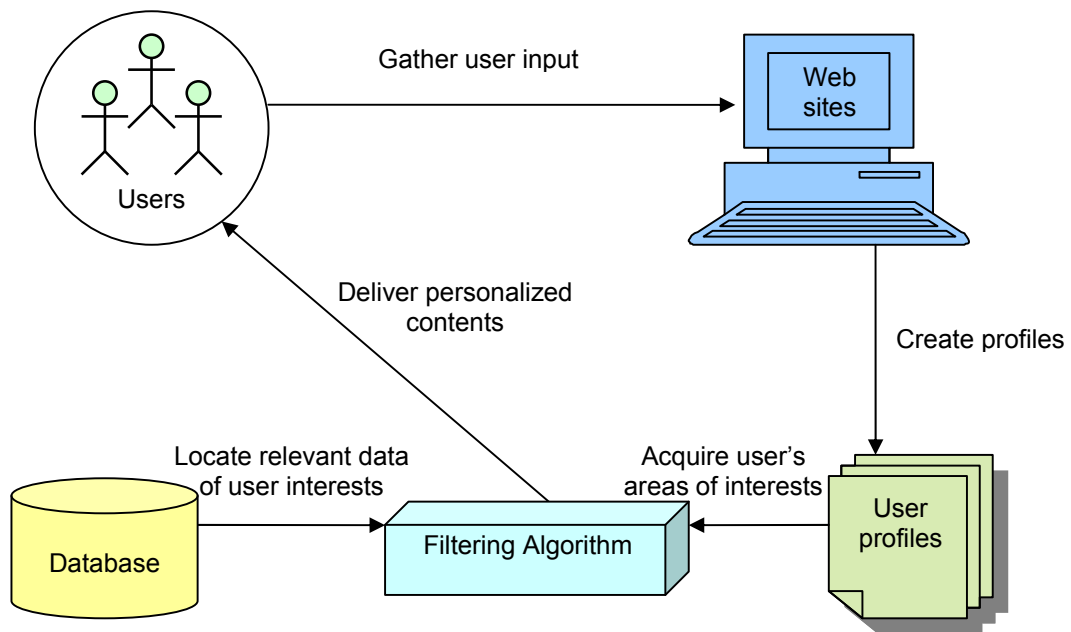 Gather user input
Web
sites
Users
Deliver personalized
contents
Create profiles
Locate relevant data
of user interests
Acquire user's
areas of interests
Database
Filtering Algorithm
User
profiles